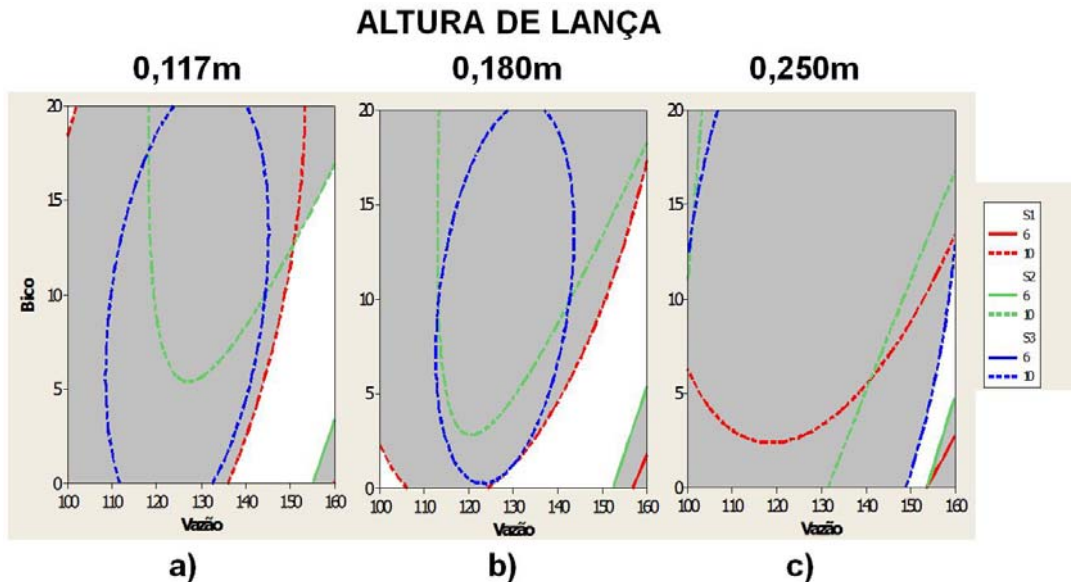 ALTURA DE LANÇA
0,117m 0,180m 0,250m
20 20 20
15 15 15
10 10 10
5 5 5
0 0 0
Bico
100 110 120 130 140 150 160
100 110 120 130 140 150 160
100 110 120 130 140 150 160
Vazão Vazão Vazão
S1
6
10
S2
6
10
S3
6
10
a) b) c)